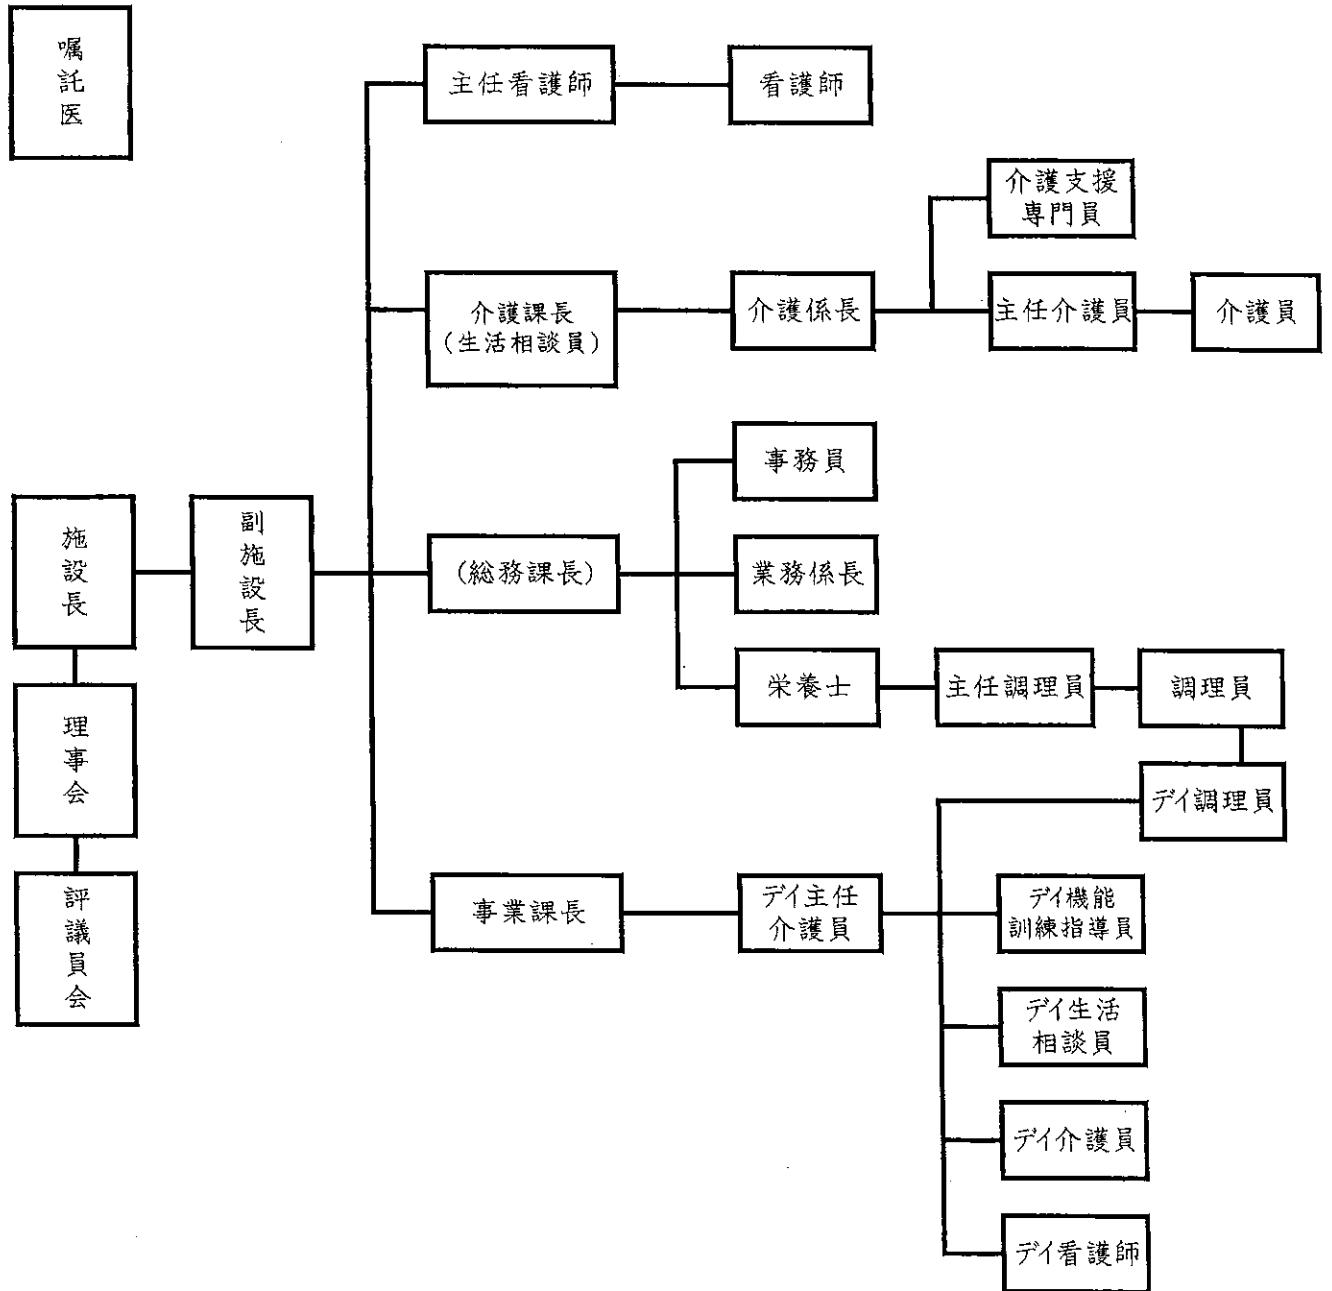 嘱託医
主任看護師
看護師
介護支援
専門員
介護課長
(生活相談員)
介護係長
主任介護員
介護員
事務員
施設長
副施設長
(総務課長)
業務係長
栄養士
主任調理員
調理員
理事会
デイ調理員
評議員会
事業課長
デイ主任
介護員
デイ機能
訓練指導員
デイ生活
相談員
デイ介護員
デイ看護師